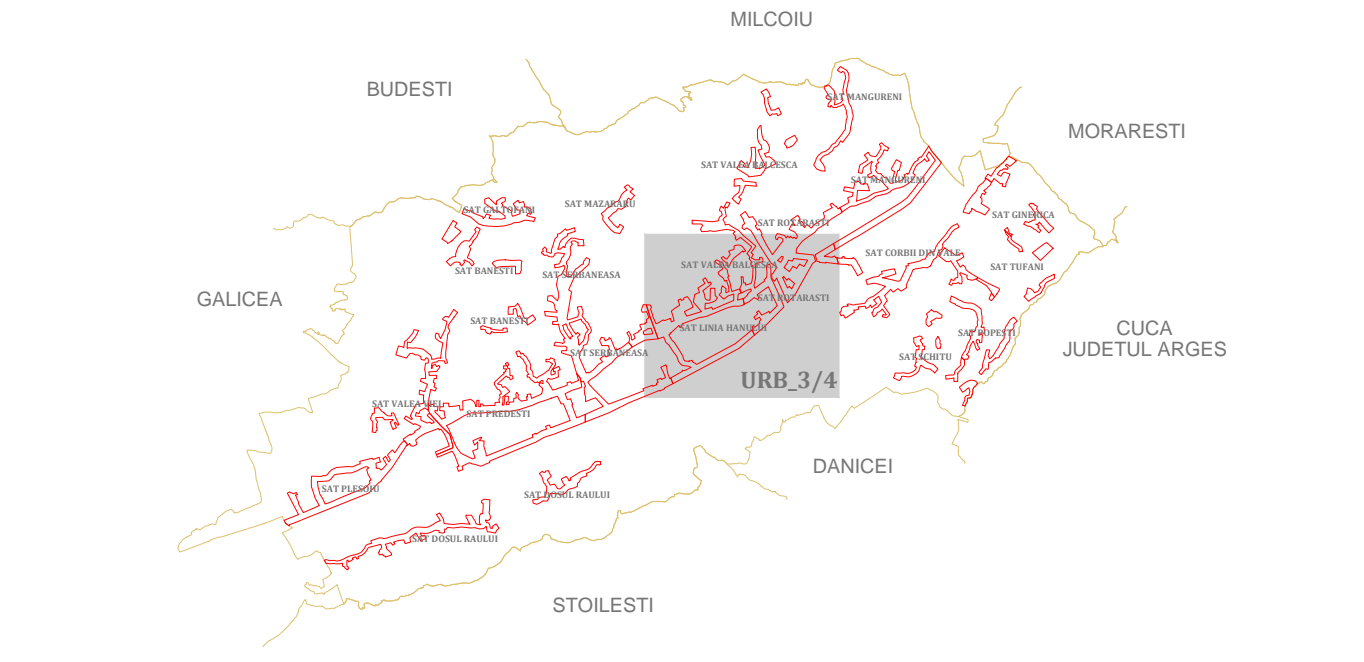 MILCOIU
BUDESTI
SAT MANGURENI
MORARESTI
SAT VALEA BALCESCA
SAT MANGURENI
SAT MAZARARU
SAT GALTOFANI
SAT GINERICA
SAT ROTARASTI
SAT CORBII DIN VALE
SAT VALEA BALCESCA
SAT TUFANI
SAT BANESTI
SAT SERBANEASA
GALICEA
SAT ROTARASTI
SAT BANESTI
SAT LINIA HANULUI
CUCA
JUDETUL ARGES
SAT POPESTI
SAT SERBANEASA
SAT SCHITU
URB_3/4
SAT VALEA VIEI
SAT PREDESTI
DANICEI
SAT PLESOIU
SAT DOSUL RAULUI
SAT DOSUL RAULUI
STOILESTI